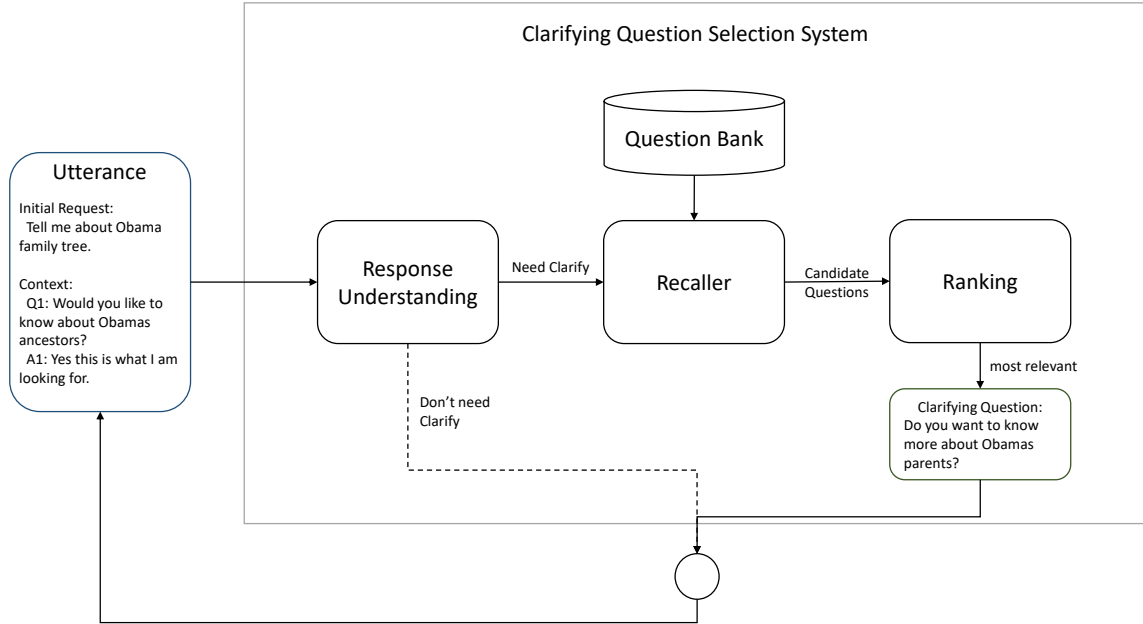 Clarifying Question Selection System
Question Bank
Utterance
Initial Request:
Tell me about Obama
family tree.
Context:
Q1: Would you like to
know about Obamas
ancestors?
A1: Yes this is what I am
looking for.
Response
Understanding
Need Clarify
Recaller
Candidate
Questions
Ranking
most relevant
Don’t need
Clarify
Clarifying Question:
Do you want to know
more about Obamas
parents?